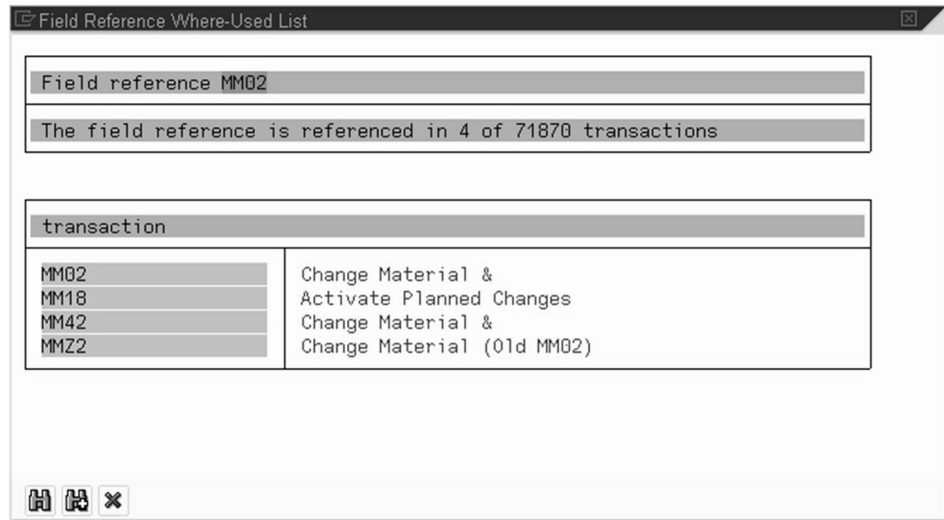 Field Reference Where-Used List
Field reference MM02
The field reference is referenced in 4 of 71870 transactions
transaction
MM02 Change Material &
MM18 Activate Planned Changes
MM42 Change Material &
MMZ2 Change Material (Old MM02)